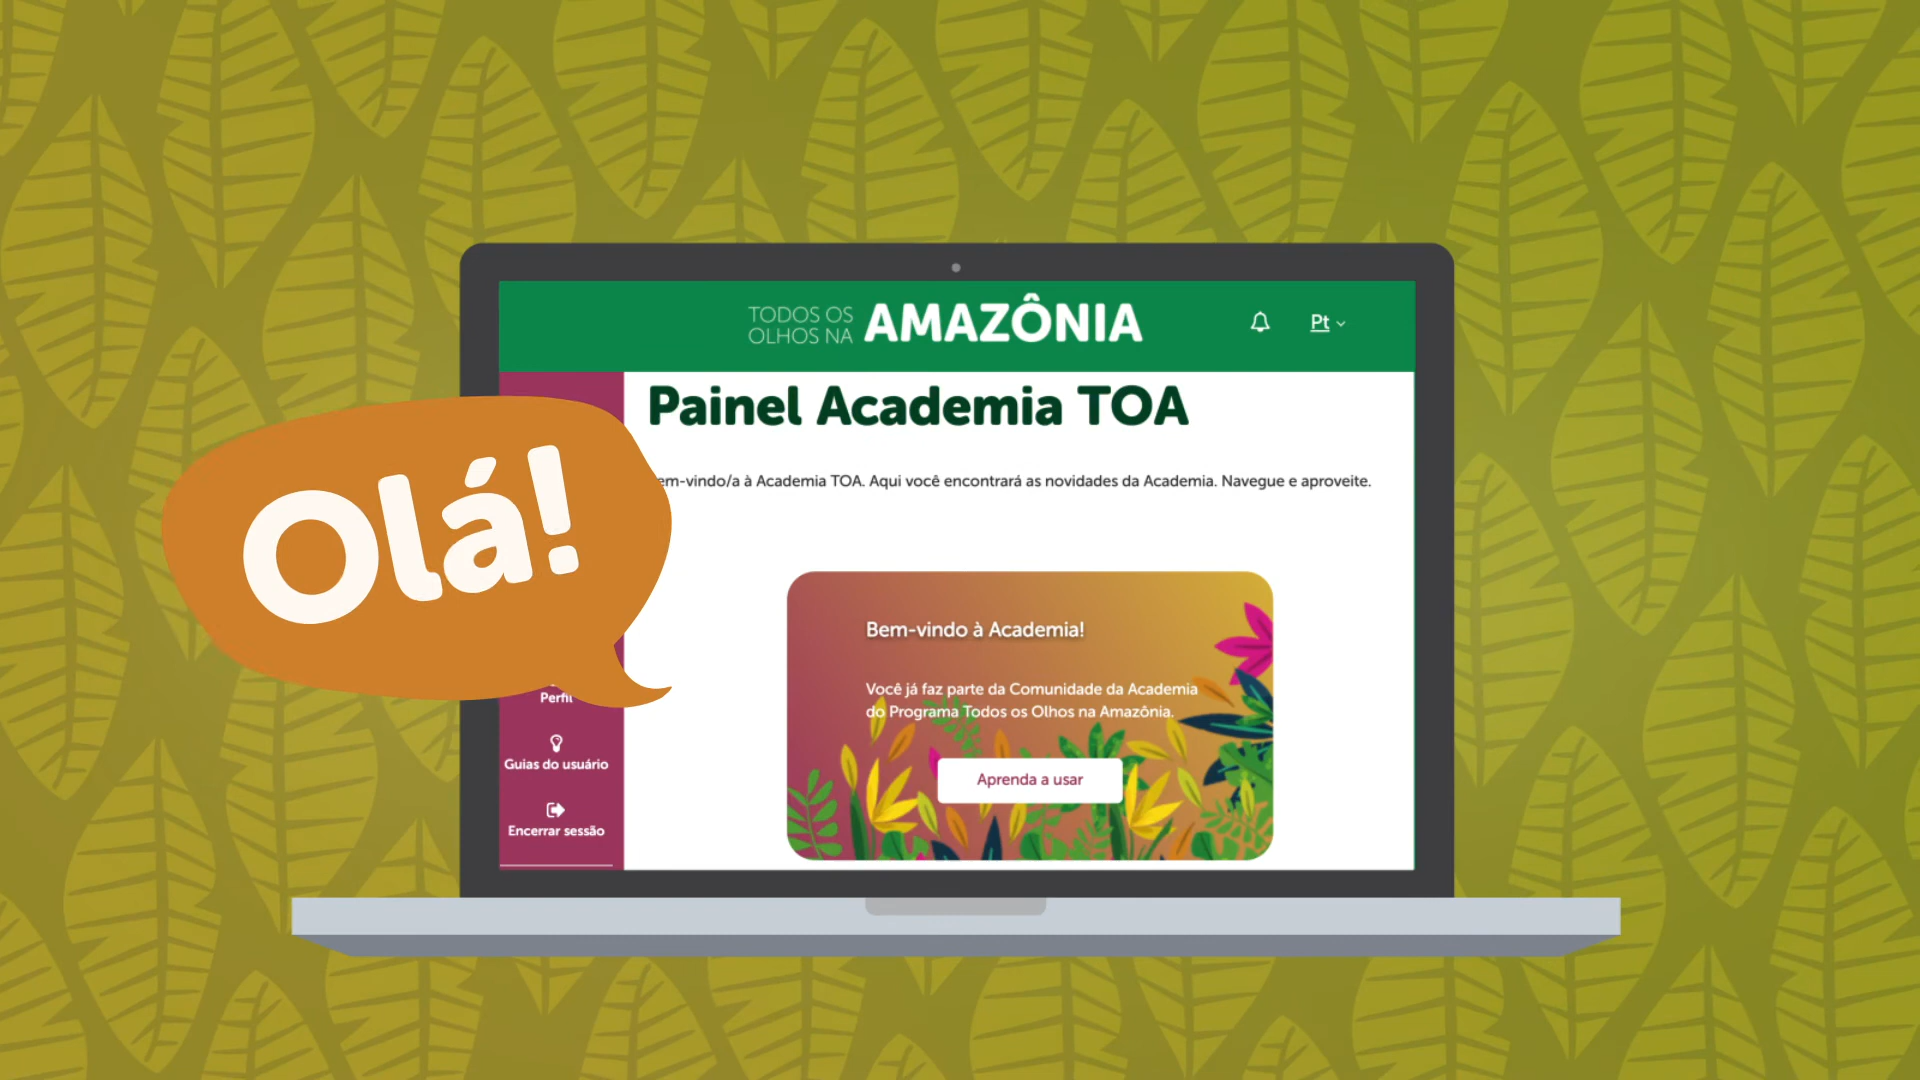 TODOS OS
OLHOS NA
AMAZÔNIA
Pt
Painel Academia TOA
em-vindo/a à Academia TOA. Aqui você encontrará as novidades da Academia. Navegue e aproveite.
Olá!
Bem-vindo à Academia!
Você já faz parte da Comunidade da Academia
do Programa Todos os Olhos na Amazônia.
Aprenda a usar
Perfil
Guias do usuário
Encerrar sessão